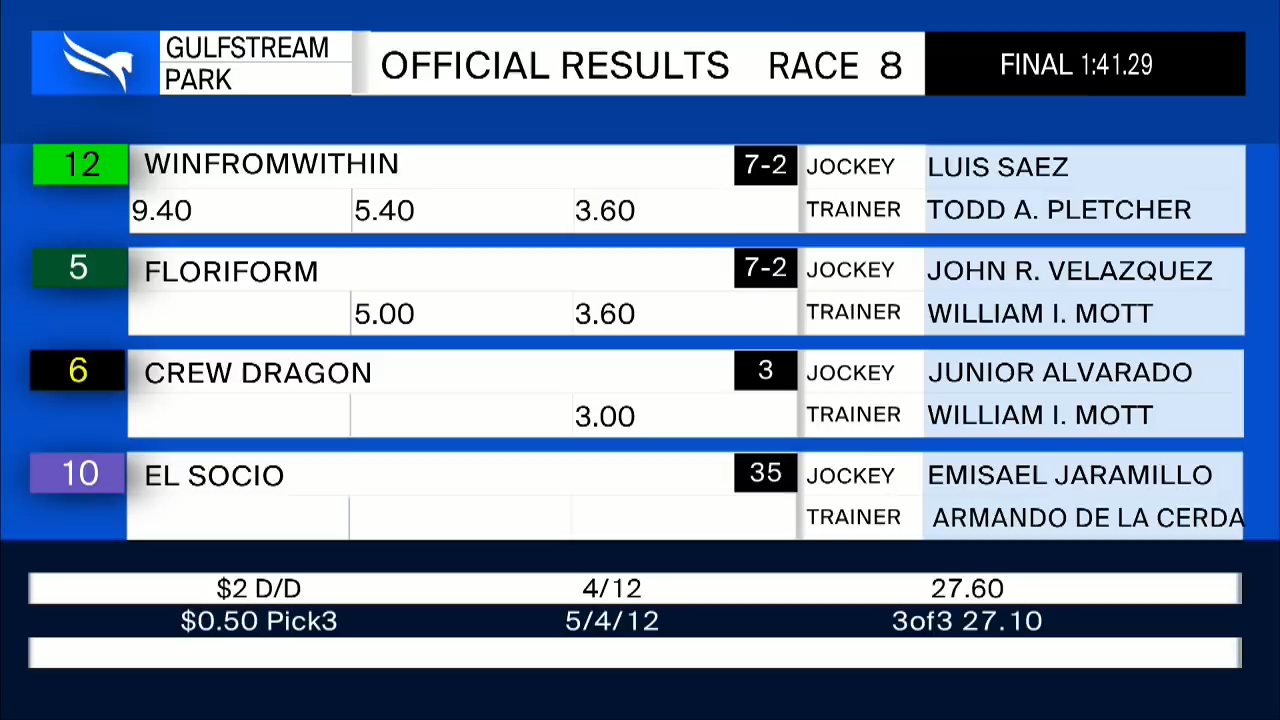 GULFSTREAM
PARK
OFFICIAL RESULTS RACE 8
FINAL 1:41.29
12 WINFROMWITHIN 7-2 JOCKEY LUIS SAEZ
9.40 5.40 3.60 TRAINER TODD A. PLETCHER
5 FLORIFORM 7-2 JOCKEY JOHN R. VELAZQUEZ
5.00 3.60 TRAINER WILLIAM I. MOTT
6 CREW DRAGON 3 JOCKEY JUNIOR ALVARADO
3.00 TRAINER WILLIAM I. MOTT
10 EL SOCIO 35 JOCKEY EMISAEL JARAMILLO
TRAINER ARMANDO DE LA CERDA
$2 D/D 4/12 27.60
$0.50 Pick3 5/4/12 3of3 27.10